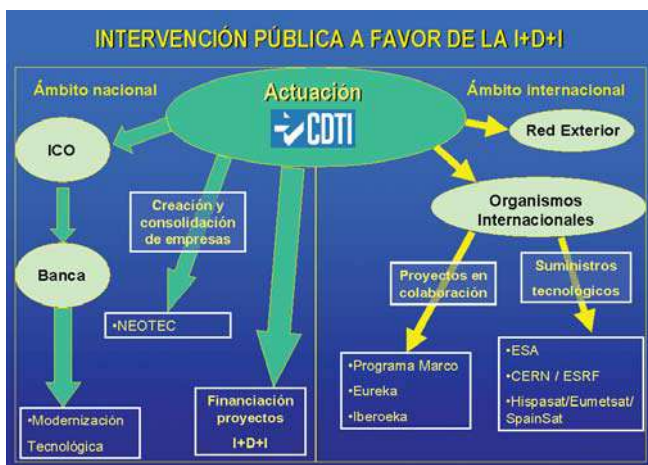 INTERVENCIÓN PÚBLICA A FAVOR DE LA I+D+I
Ámbito nacional
Actuación
CDTI
Ámbito internacional
ICO
Red Exterior
Creación y
consolidación
de empresas
Organismos
Internacionales
Banca
Proyectos en
colaboración
Suministros
tecnológicos
•NEOTEC
•Programa Marco
•Eureka
•Iberoeka
•ESA
•CERN / ESRF
•Hispasat/Eumetsat/
SpainSat
Financiación
proyectos
I+D+I
•Modernización
Tecnológica